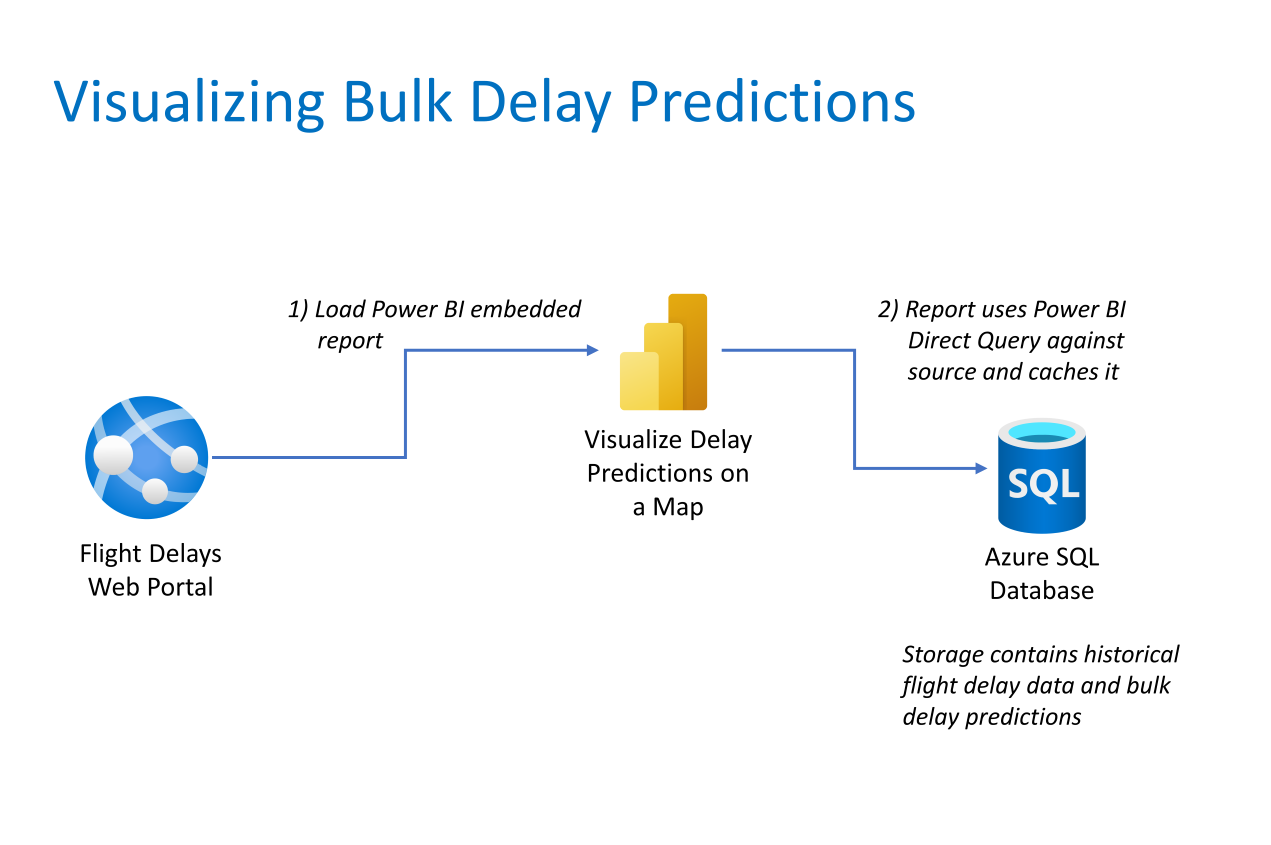 Visualizing Bulk Delay Predictions
1) Load Power BI embedded
report
2) Report uses Power BI
Direct Query against
source and caches it
Visualize Delay
Predictions on
a Map
SQL
Flight Delays
Web Portal
Azure SQL
Database
Storage contains historical
flight delay data and bulk
delay predictions